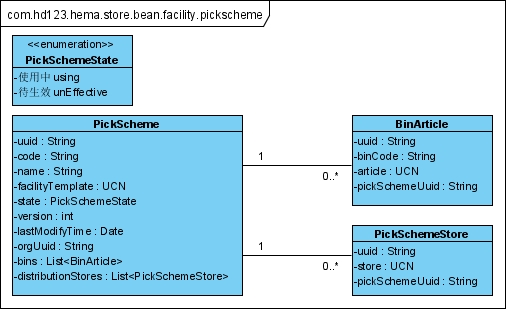 com.hd123.hema.store.bean.facility.pickscheme
<<enumeration>>
PickSchemeState
-使用中 using
-待生效 unEffective
PickScheme
-uuid : String
-code : String
-name : String
-facilityTemplate : UCN
-state : PickSchemeState
-version : int
-lastModifyTime : Date
-orgUuid : String
-bins : List<BinArticle>
-distributionStores : List<PickSchemeStore>
1
0..*
BinArticle
-uuid : String
-binCode : String
-article : UCN
-pickSchemeUuid : String
1
0..*
PickSchemeStore
-uuid : String
-store : UCN
-pickSchemeUuid : String